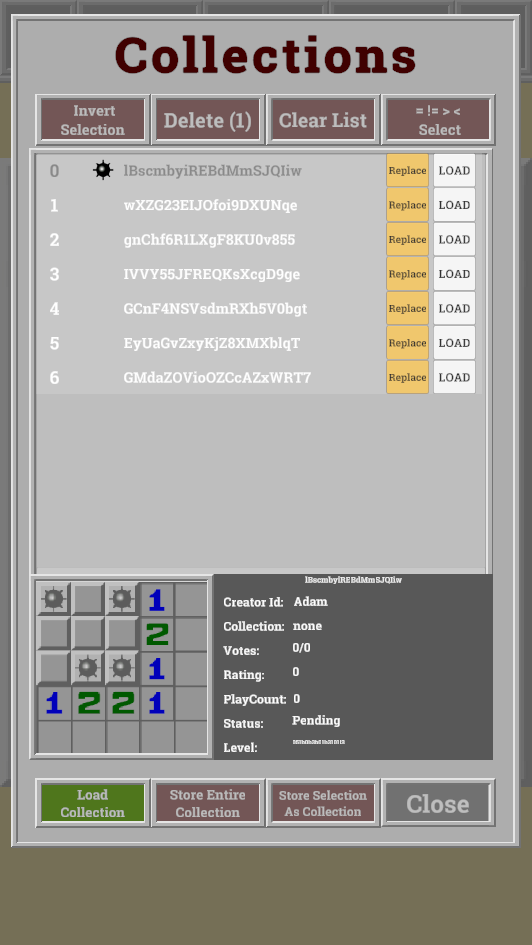 Collections
Invert
Selection
Delete (1)
Clear List
= != > <
Select
0 lBscmbyiREBdMmSJQIiw Replace LOAD
1 wXZG23EIJOfoi9DXUNqe Replace LOAD
2 gnChf6R1LXgF8KU0v855 Replace LOAD
3 IVVY55JFREQKsXcgD9ge Replace LOAD
4 GCnF4NSVsdmRXh5V0bgt Replace LOAD
5 EyUaGvZxyKjZ8XMXblqT Replace LOAD
6 GMdaZOVioOZCcAZxWRT7 Replace LOAD
lBscmbyiREBdMmSJQIiw
1
2
1
1 2 2 1
Creator Id: Adam
Collection: none
Votes: 0/0
Rating: 0
PlayCount: 0
Status: Pending
Level:
Load
Collection
Store Entire
Collection
Store Selection
As Collection
Close